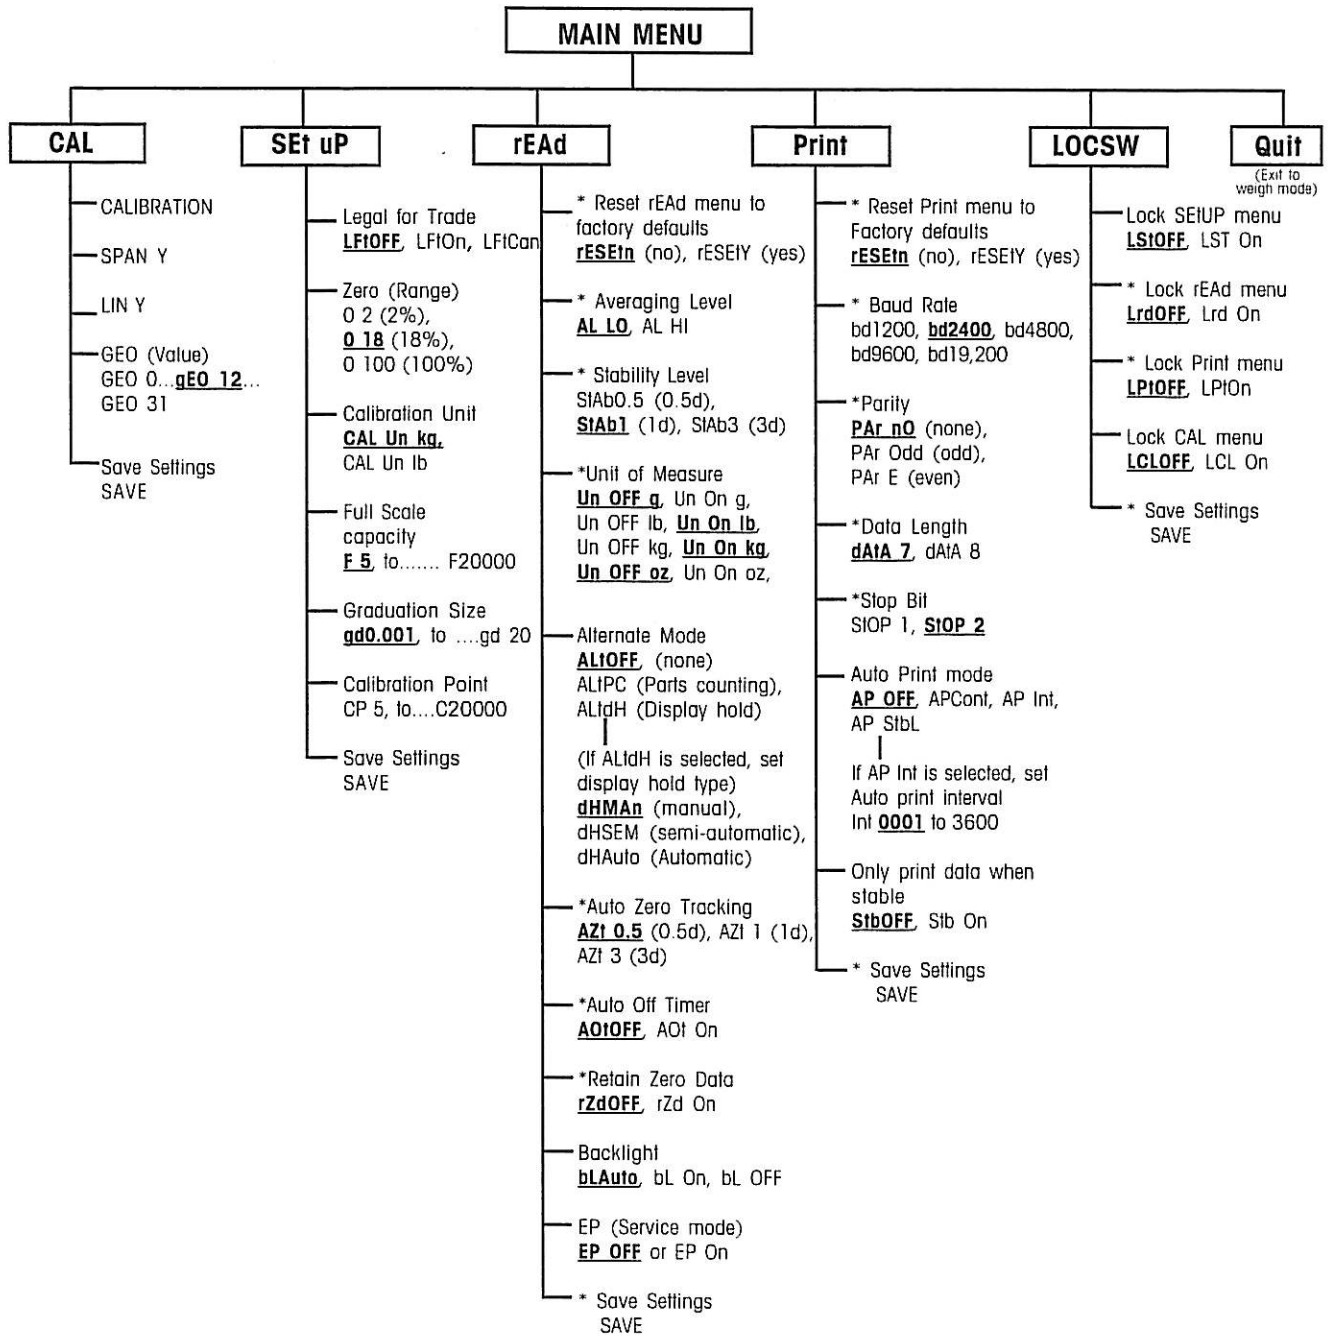 MAIN MENU
CAL
CALIBRATION
SPAN Y
LIN Y
GEO (Value)
GEO 0...gEO 12...
GEO 31
Save Settings
SAVE
SEt uP
Legal for Trade
LFtOFF, LFtOn, LFtCan
Zero (Range)
0 2 (2%),
0 18 (18%),
0 100 (100%)
Calibration Unit
CAL Un kg,
CAL Un lb
Full Scale
capacity
F 5, to....... F20000
Graduation Size
gd0.001, to ....gd 20
Calibration Point
CP 5, to....C20000
Save Settings
SAVE
rEAd
* Reset rEAd menu to
factory defaults
rESEtn (no), rESEtY (yes)
* Averaging Level
AL LO, AL HI
* Stability Level
StAb0.5 (0.5d),
StAb1 (1d), StAb3 (3d)
*Unit of Measure
Un OFF g, Un On g,
Un OFF lb, Un On lb,
Un OFF kg, Un On kg,
Un OFF oz, Un On oz,
Alternate Mode
ALtOFF, (none)
ALtPC (Parts counting),
ALtdH (Display hold)
(If ALtdH is selected, set
display hold type)
dHMAn (manual),
dHSEM (semi-automatic),
dHAuto (Automatic)
*Auto Zero Tracking
AZt 0.5 (0.5d), AZt 1 (1d),
AZt 3 (3d)
*Auto Off Timer
AOtOFF, AOt On
*Retain Zero Data
rZdOFF, rZd On
Backlight
bLAuto, bL On, bL OFF
EP (Service mode)
EP OFF or EP On
* Save Settings
SAVE
Print
* Reset Print menu to
Factory defaults
rESEtn (no), rESEtY (yes)
* Baud Rate
bd1200, bd2400, bd4800,
bd9600, bd19,200
*Parity
PAr nO (none),
PAr Odd (odd),
PAr E (even)
*Data Length
dAtA 7, dAtA 8
*Stop Bit
StOP 1, StOP 2
Auto Print mode
AP OFF, APCont, AP Int,
AP StbL
If AP Int is selected, set
Auto print interval
Int 0001 to 3600
Only print data when
stable
StbOFF, Stb On
* Save Settings
SAVE
LOCSW
Lock SEtUP menu
LStOFF, LST On
* Lock rEAd menu
LrdOFF, Lrd On
* Lock Print menu
LPtOFF, LPtOn
Lock CAL menu
LCLOFF, LCL On
* Save Settings
SAVE
Quit
(Exit to
weigh mode)